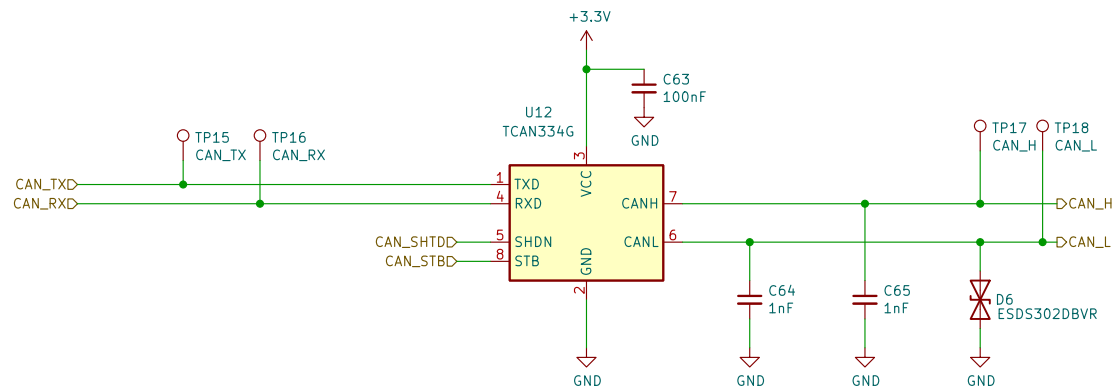 +3.3V
C63
100nF
GND
U12
TCAN334G
TP15
CAN_TX
TP16
CAN_RX
TP17
CAN_H
TP18
CAN_L
CAN_TX
CAN_RX
CAN_SHTD
CAN_STB
1
4
5
8
3
2
7
6
TXD
RXD
SHDN
STB
VCC
GND
CANH
CANL
CAN_H
CAN_L
C64
1nF
C65
1nF
D6
ESDS302DBVR
GND
GND
GND
GND